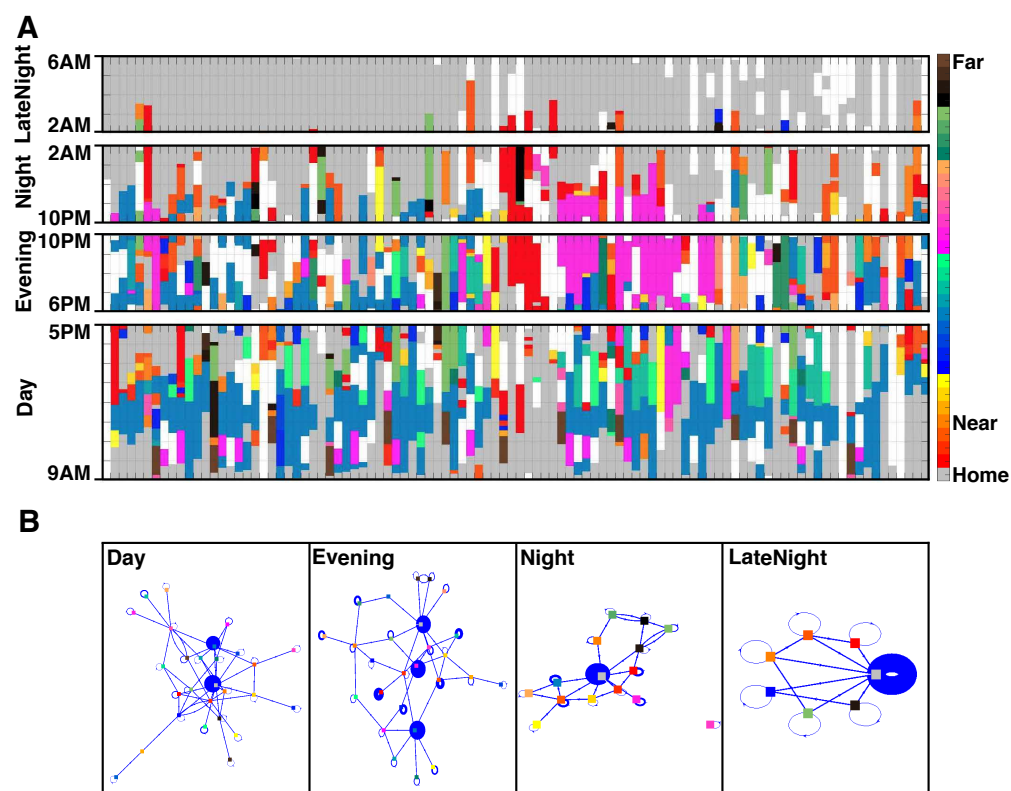 A
LateNight
6AM
2AM
Night
2AM
10PM
Evening
10PM
6PM
Day
5PM
9AM
Far
Near
Home
B
Day
Evening
Night
LateNight